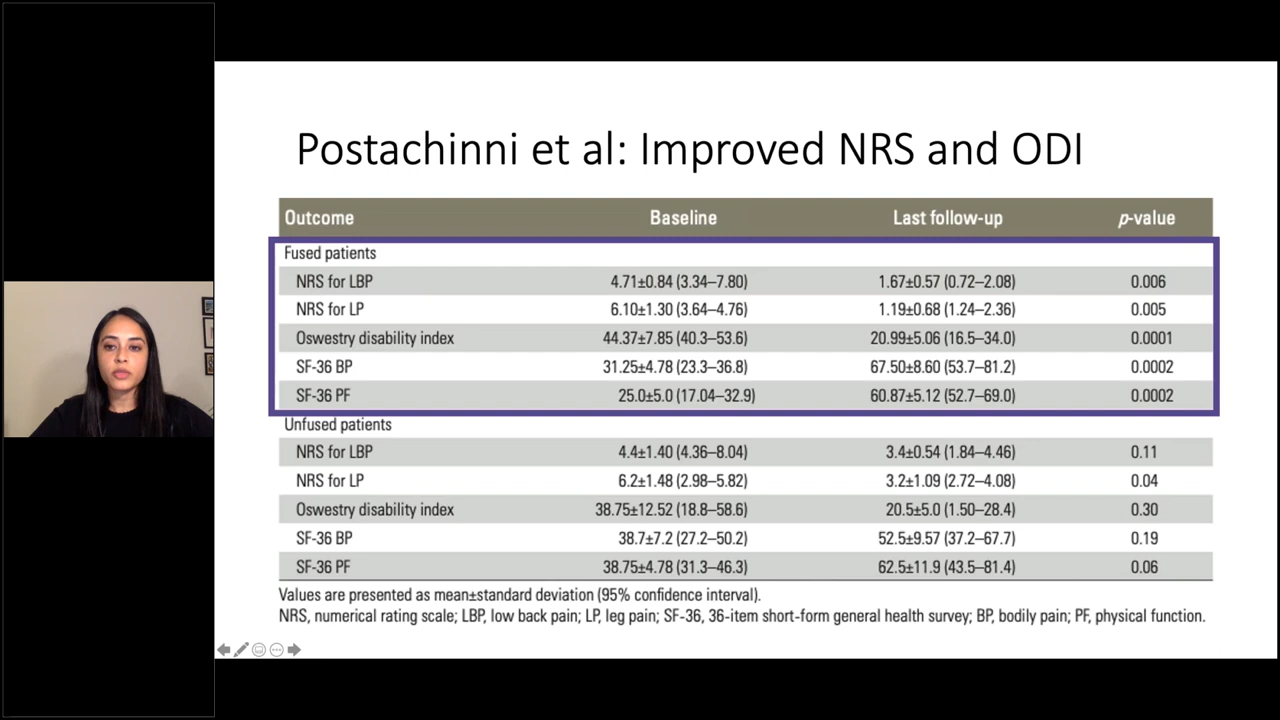 Postachinni et al: Improved NRS and ODI
Outcome Baseline Last follow-up p-value
Fused patients
NRS for LBP 4.71±0.84 (3.34–7.80) 1.67±0.57 (0.72–2.08) 0.006
NRS for LP 6.10±1.30 (3.64–4.76) 1.19±0.68 (1.24–2.36) 0.005
Oswestry disability index 44.37±7.85 (40.3–53.6) 20.99±5.06 (16.5–34.0) 0.0001
SF-36 BP 31.25±4.78 (23.3–36.8) 67.50±8.60 (53.7–81.2) 0.0002
SF-36 PF 25.0±5.0 (17.04–32.9) 60.87±5.12 (52.7–69.0) 0.0002
Unfused patients
NRS for LBP 4.4±1.40 (4.36–8.04) 3.4±0.54 (1.84–4.46) 0.11
NRS for LP 6.2±1.48 (2.98–5.82) 3.2±1.09 (2.72–4.08) 0.04
Oswestry disability index 38.75±12.52 (18.8–58.6) 20.5±5.0 (1.50–28.4) 0.30
SF-36 BP 38.7±7.2 (27.2–50.2) 52.5±9.57 (37.2–67.7) 0.19
SF-36 PF 38.75±4.78 (31.3–46.3) 62.5±11.9 (43.5–81.4) 0.06
Values are presented as mean±standard deviation (95% confidence interval).
NRS, numerical rating scale; LBP, low back pain; LP, leg pain; SF-36, 36-item short-form general health survey; BP, bodily pain; PF, physical function.